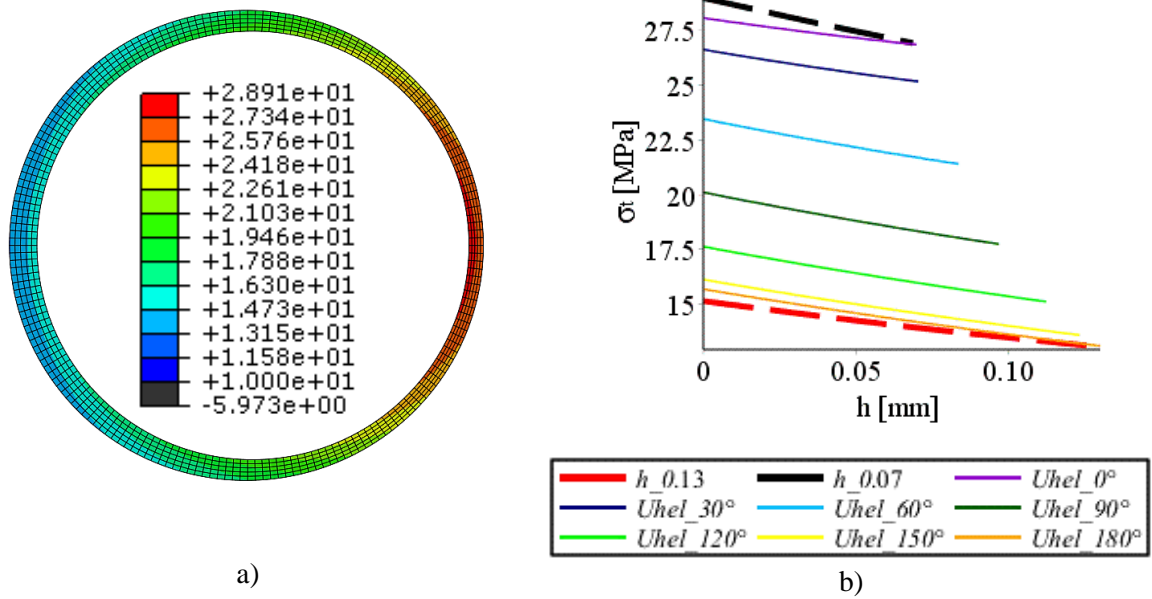 +2.891e+01
+2.734e+01
+2.576e+01
+2.418e+01
+2.261e+01
+2.103e+01
+1.946e+01
+1.788e+01
+1.630e+01
+1.473e+01
+1.315e+01
+1.158e+01
+1.000e+01
-5.973e+00
a)
27.5
25
22.5
20
17.5
15
σt [MPa]
0 0.05 0.10
h [mm]
h_0.13 h_0.07 Uhel_0°
Uhel_30° Uhel_60° Uhel_90°
Uhel_120° Uhel_150° Uhel_180°
b)